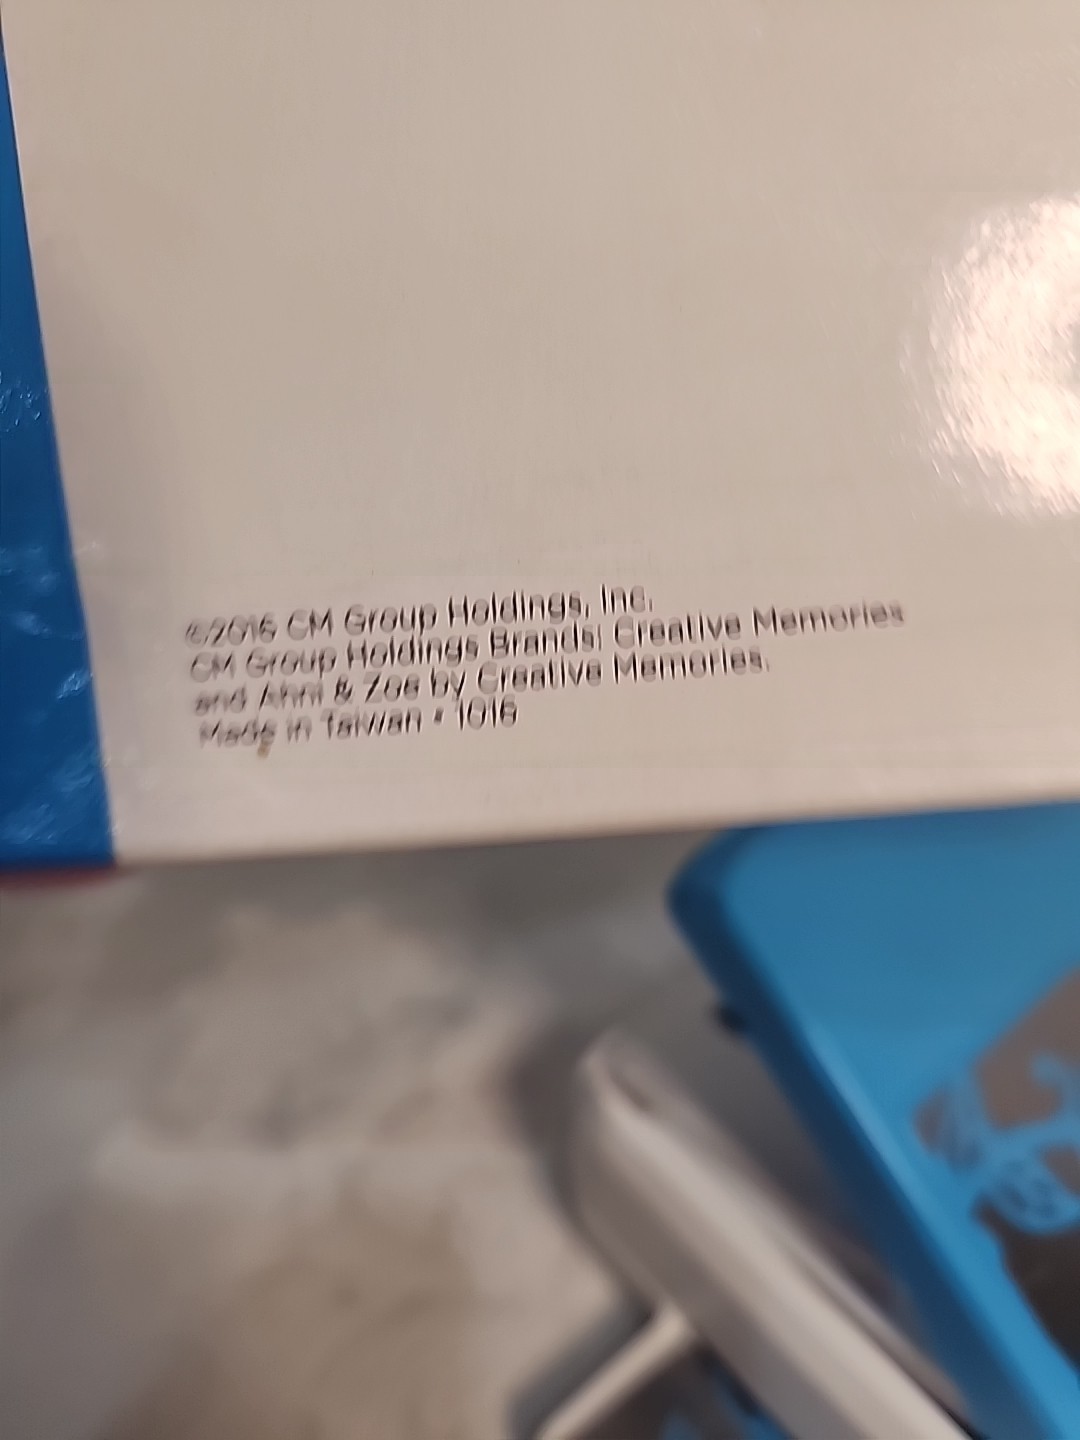 ©2016 CM Group Holdings, Inc.
CM Group Holdings Brands: Creative Memories
and Ahni & Zoe by Creative Memories.
Made in Taiwan • 1016